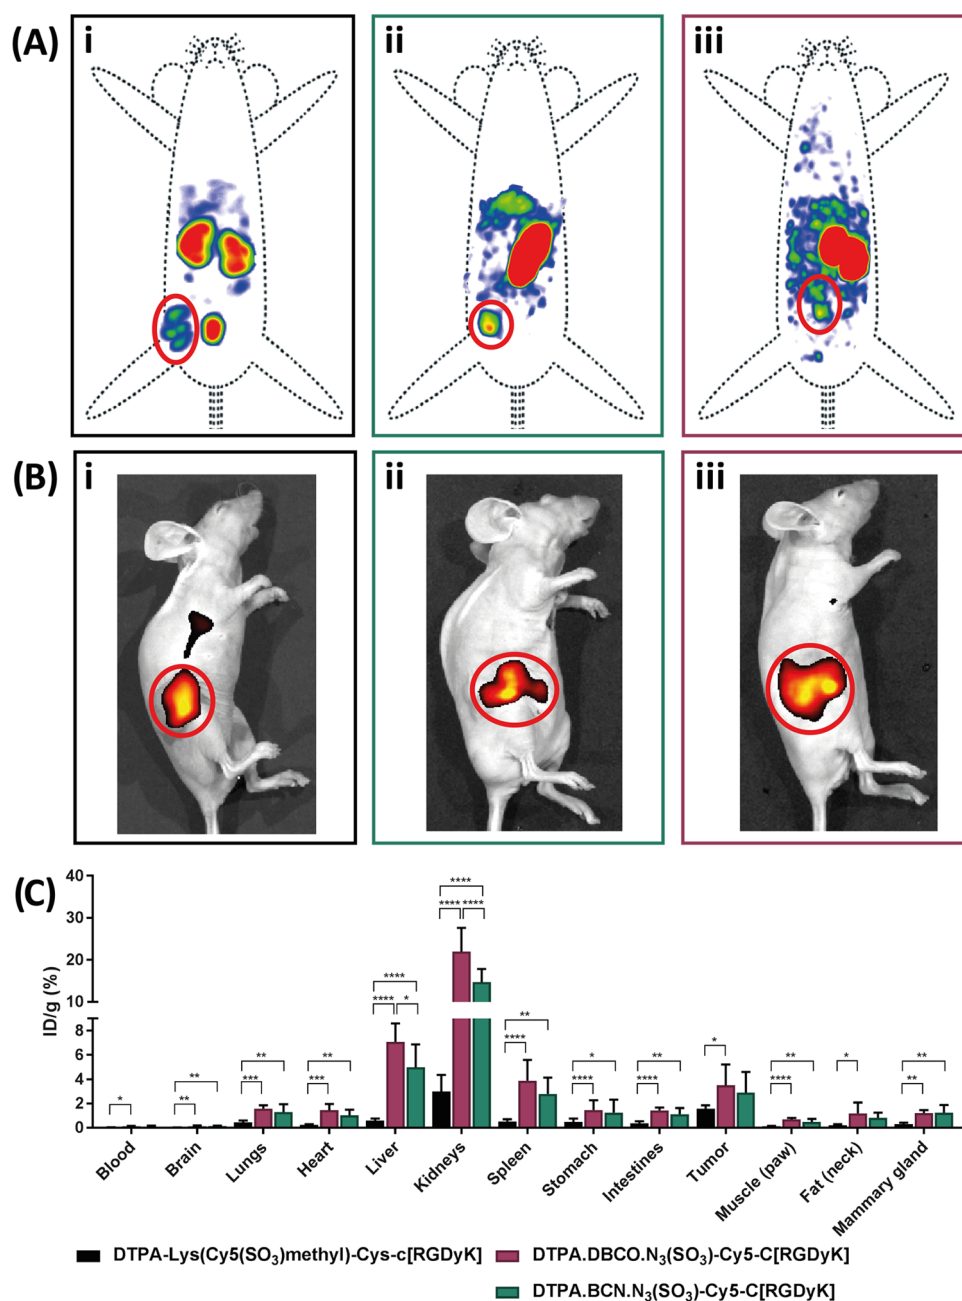 (A)
i
ii
iii
(B)
i
ii
iii
(C)
ID/g (%)
40
30
20
10
8
6
4
2
0
* ** *** ** *** ** **** **** * **** **** **** **** ** **** * **** ** * **** ** * ** **
Blood Brain Lungs Heart Liver Kidneys Spleen Stomach Intestines Tumor Muscle (paw) Fat (neck) Mammary gland
DTPA-Lys(Cy5(SO₃)methyl)-Cys-c[RGDyK] DTPA.DBCO.N₃(SO₃)-Cy5-C[RGDyK]
DTPA.BCN.N₃(SO₃)-Cy5-C[RGDyK]